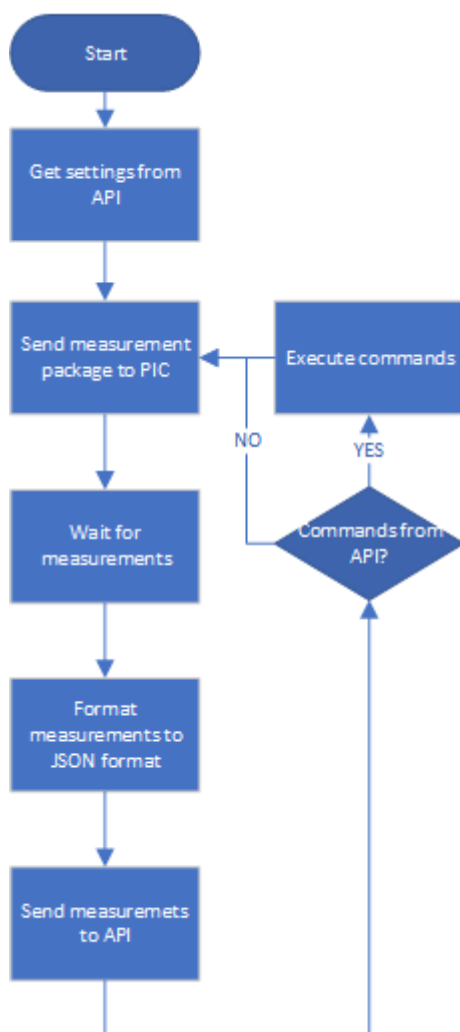 Start
Get settings from
API
Send measurement
package to PIC
Execute commands
NO
YES
Wait for
measurements
Commands from
API?
Format
measurements to
JSON format
Send measuremets
to API